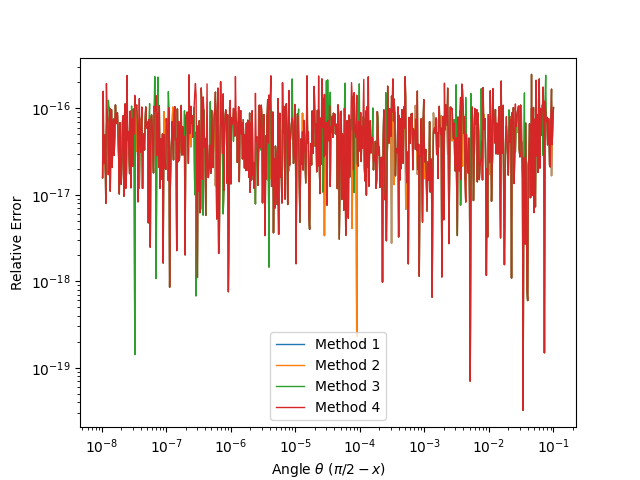 Relative Error
10⁻¹⁶
10⁻¹⁷
10⁻¹⁸
10⁻¹⁹
Method 1
Method 2
Method 3
Method 4
10⁻⁸ 10⁻⁷ 10⁻⁶ 10⁻⁵ 10⁻⁴ 10⁻³ 10⁻² 10⁻¹
Angle θ (π/2 − x)